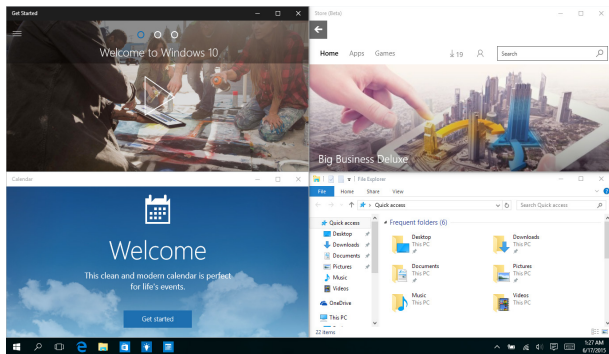 Get Started
Welcome to Windows 10
Store (Beta)
Home Apps Games
19
Search
Big Business Deluxe
Calendar
Welcome
This clean and modern calendar is perfect
for life's events.
Get started
File Explorer
File Home Share View
Quick access
Search Quick access
Quick access
Desktop
Downloads
Documents
Pictures
Music
Videos
OneDrive
This PC
Frequent folders (6)
Desktop
This PC
Downloads
This PC
Documents
This PC
Pictures
This PC
Music
This PC
Videos
This PC
22 items
1:27 AM
6/17/2015